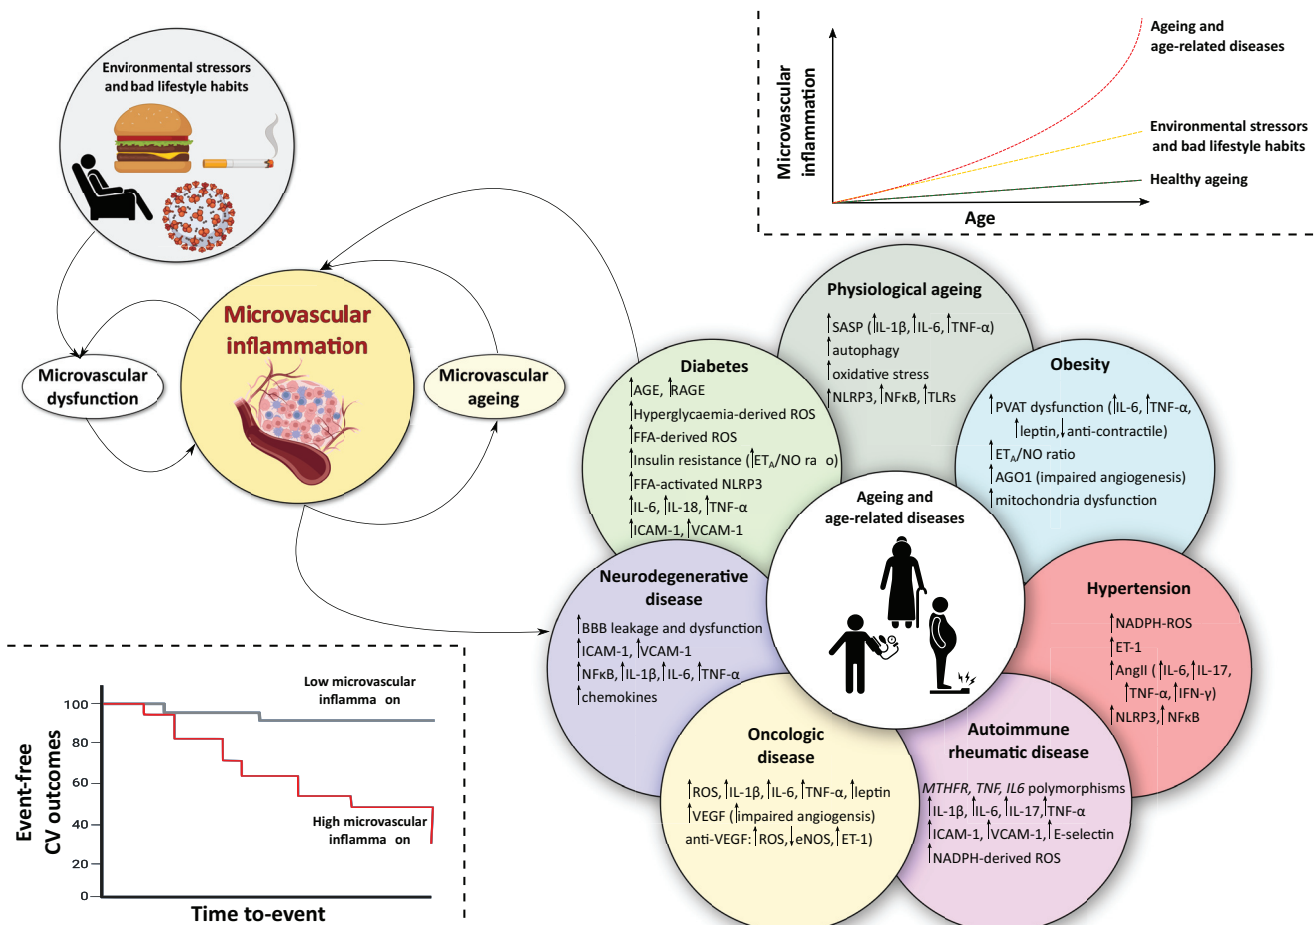 Environmental stressors
and bad lifestyle habits
Microvascular
inflammation
Ageing and
age-related diseases
Environmental stressors
and bad lifestyle habits
Healthy ageing
Age
Microvascular
inflammation
Microvascular
dysfunction
Microvascular
ageing
Physiological ageing
↑SASP (↑IL-1β, ↑IL-6, ↑TNF-α)
↑autophagy
↑oxidative stress
↑NLRP3, ↑NFκB, ↑TLRs
Diabetes
↑AGE, ↑RAGE
↑Hyperglycaemia-derived ROS
↑FFA-derived ROS
↑Insulin resistance (↑ETA/NO ra o)
↑FFA-activated NLRP3
↑IL-6, ↑IL-18, ↑TNF-α
↑ICAM-1, ↑VCAM-1
Obesity
↑PVAT dysfunction (↑IL-6, ↑TNF-α,
↑leptin, ↓anti-contractile)
↑ETA/NO ratio
↑AGO1 (impaired angiogenesis)
↑mitochondria dysfunction
Ageing and
age-related diseases
Neurodegenerative
disease
↑BBB leakage and dysfunction
↑ICAM-1, ↑VCAM-1
↑NFκB, ↑IL-1β, ↑IL-6, ↑TNF-α
↑chemokines
Hypertension
↑NADPH-ROS
↑ET-1
↑AngII (↑IL-6, ↑IL-17,
↑TNF-α, ↑IFN-γ)
↑NLRP3, ↑NFκB
Oncologic
disease
↑ROS, ↑IL-1β, ↑IL-6, ↑TNF-α, ↑leptin
↑VEGF (↑impaired angiogensis)
anti-VEGF: ↑ROS, ↓eNOS, ↑ET-1)
Autoimmune
rheumatic disease
MTHFR, TNF, IL6 polymorphisms
↑IL-1β, ↑IL-6, ↑IL-17, ↑TNF-α
↑ICAM-1, ↑VCAM-1, ↑E-selectin
↑NADPH-derived ROS
Low microvascular
inflamma on
High microvascular
inflamma on
Event-free
CV outcomes
100
80
60
40
20
0
Time to-event